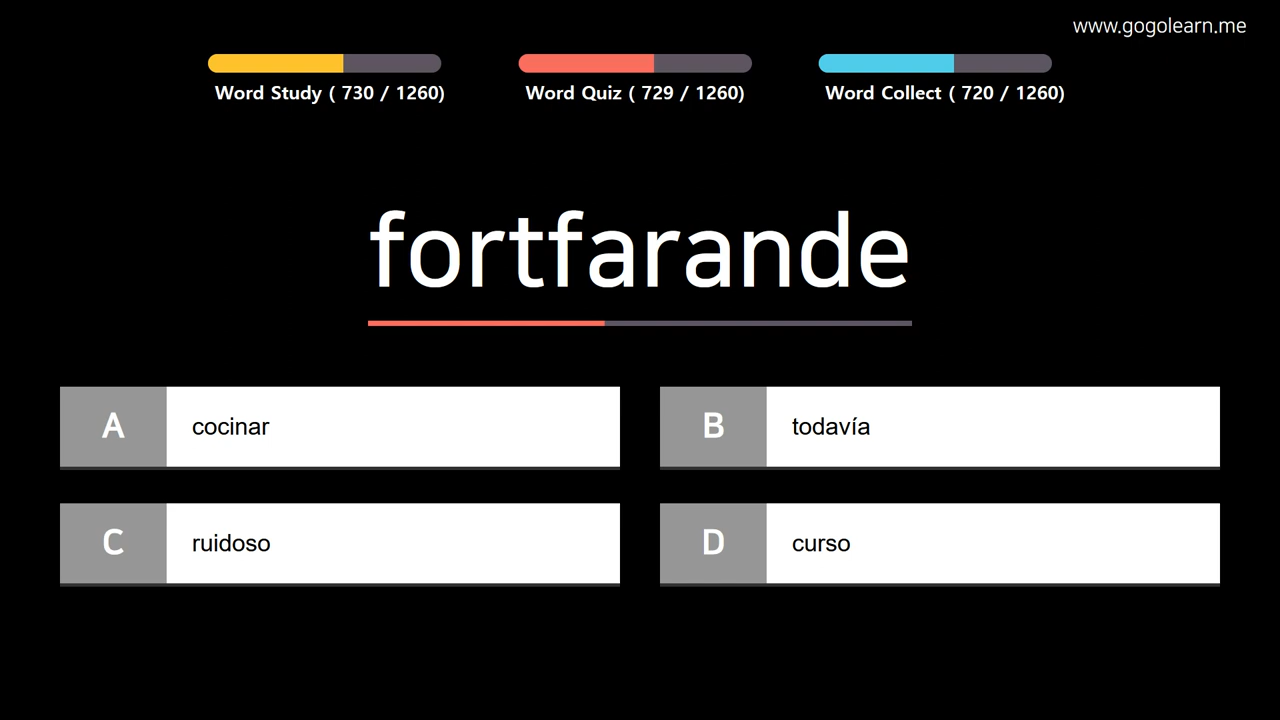 www.gogolearn.me
Word Study ( 730 / 1260)
Word Quiz ( 729 / 1260)
Word Collect ( 720 / 1260)
fortfarande
A
cocinar
B
todavía
C
ruidoso
D
curso